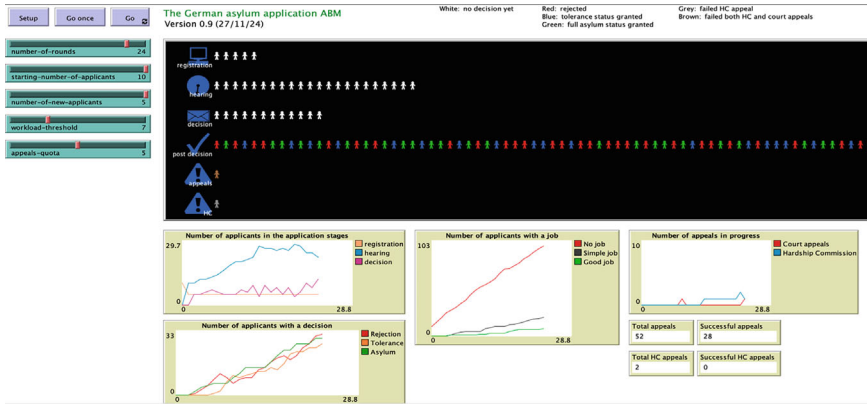 Setup
Go once
Go
The German asylum application ABM
Version 0.9 (27/11/24)
White: no decision yet
Red: rejected
Blue: tolerance status granted
Green: full asylum status granted
Grey: failed HC appeal
Brown: failed both HC and court appeals
number-of-rounds 24
starting-number-of-applicants 10
number-of-new-applicants 5
workload-threshold 7
appeals-quota 5
registration
hearing
decision
post decision
appeals
HC
Number of applicants in the application stages
29.7
0
0 28.8
registration
hearing
decision
Number of applicants with a job
103
0
0 28.8
No job
Simple job
Good job
Number of appeals in progress
10
0
0 28.8
Court appeals
Hardship Commission
Number of applicants with a decision
33
0
0 28.8
Rejection
Tolerance
Asylum
Total appeals
52
Successful appeals
28
Total HC appeals
2
Successful HC appeals
0